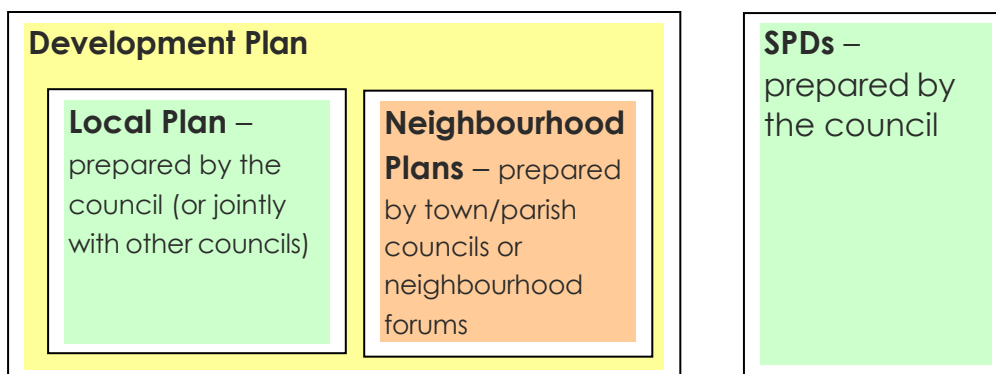 Development Plan
Local Plan –
prepared by the
council (or jointly
with other councils)
Neighbourhood
Plans – prepared
by town/parish
councils or
neighbourhood
forums
SPDs –
prepared by
the council